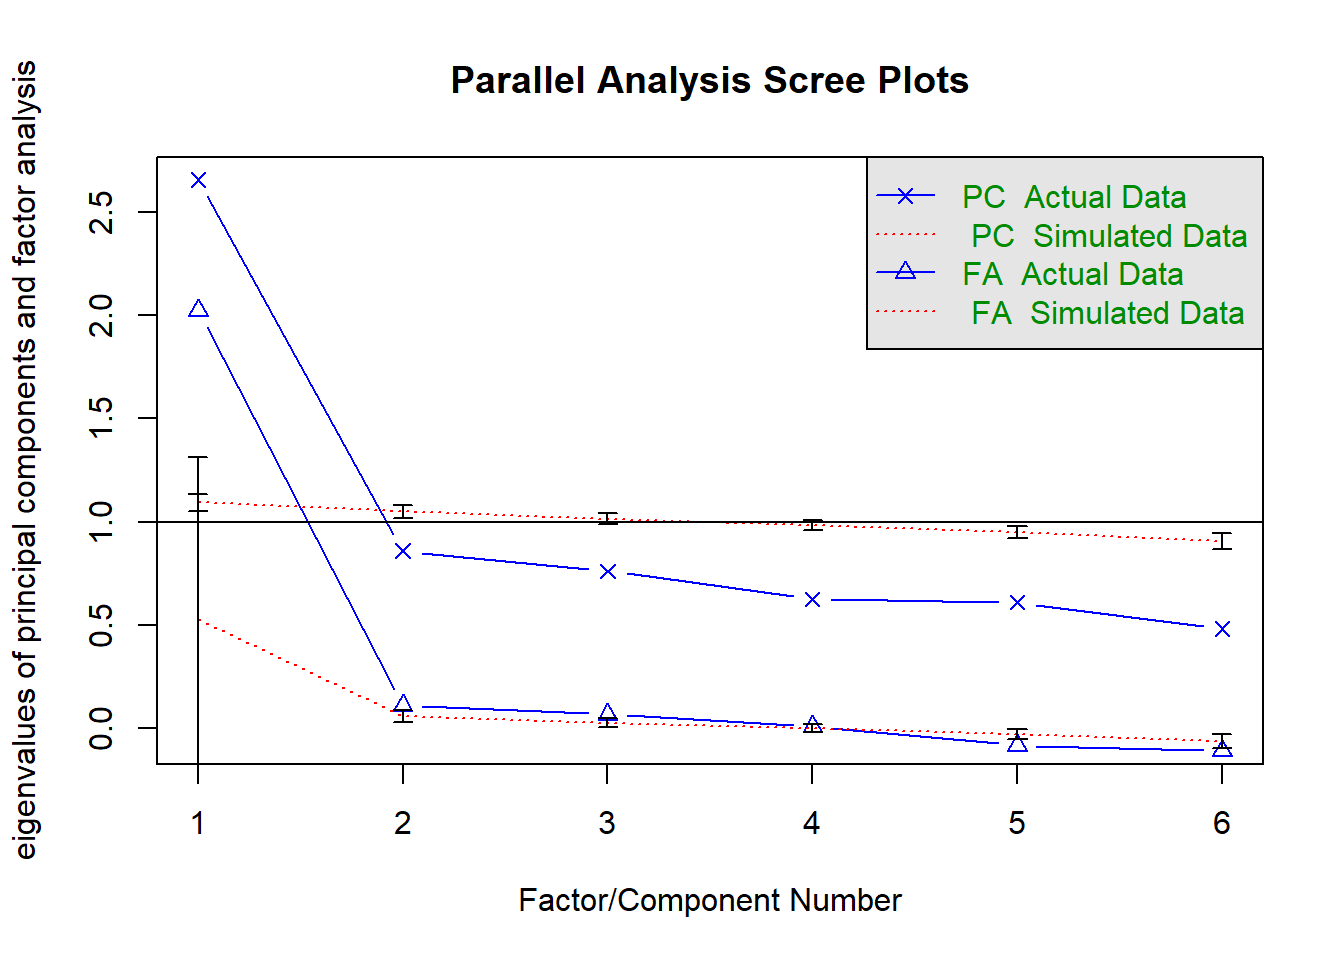 Parallel Analysis Scree Plots
eigenvalues of principal components and factor analysis
2.5
2.0
1.5
1.0
0.5
0.0
PC  Actual Data
PC  Simulated Data
FA  Actual Data
FA  Simulated Data
1 2 3 4 5 6
Factor/Component Number